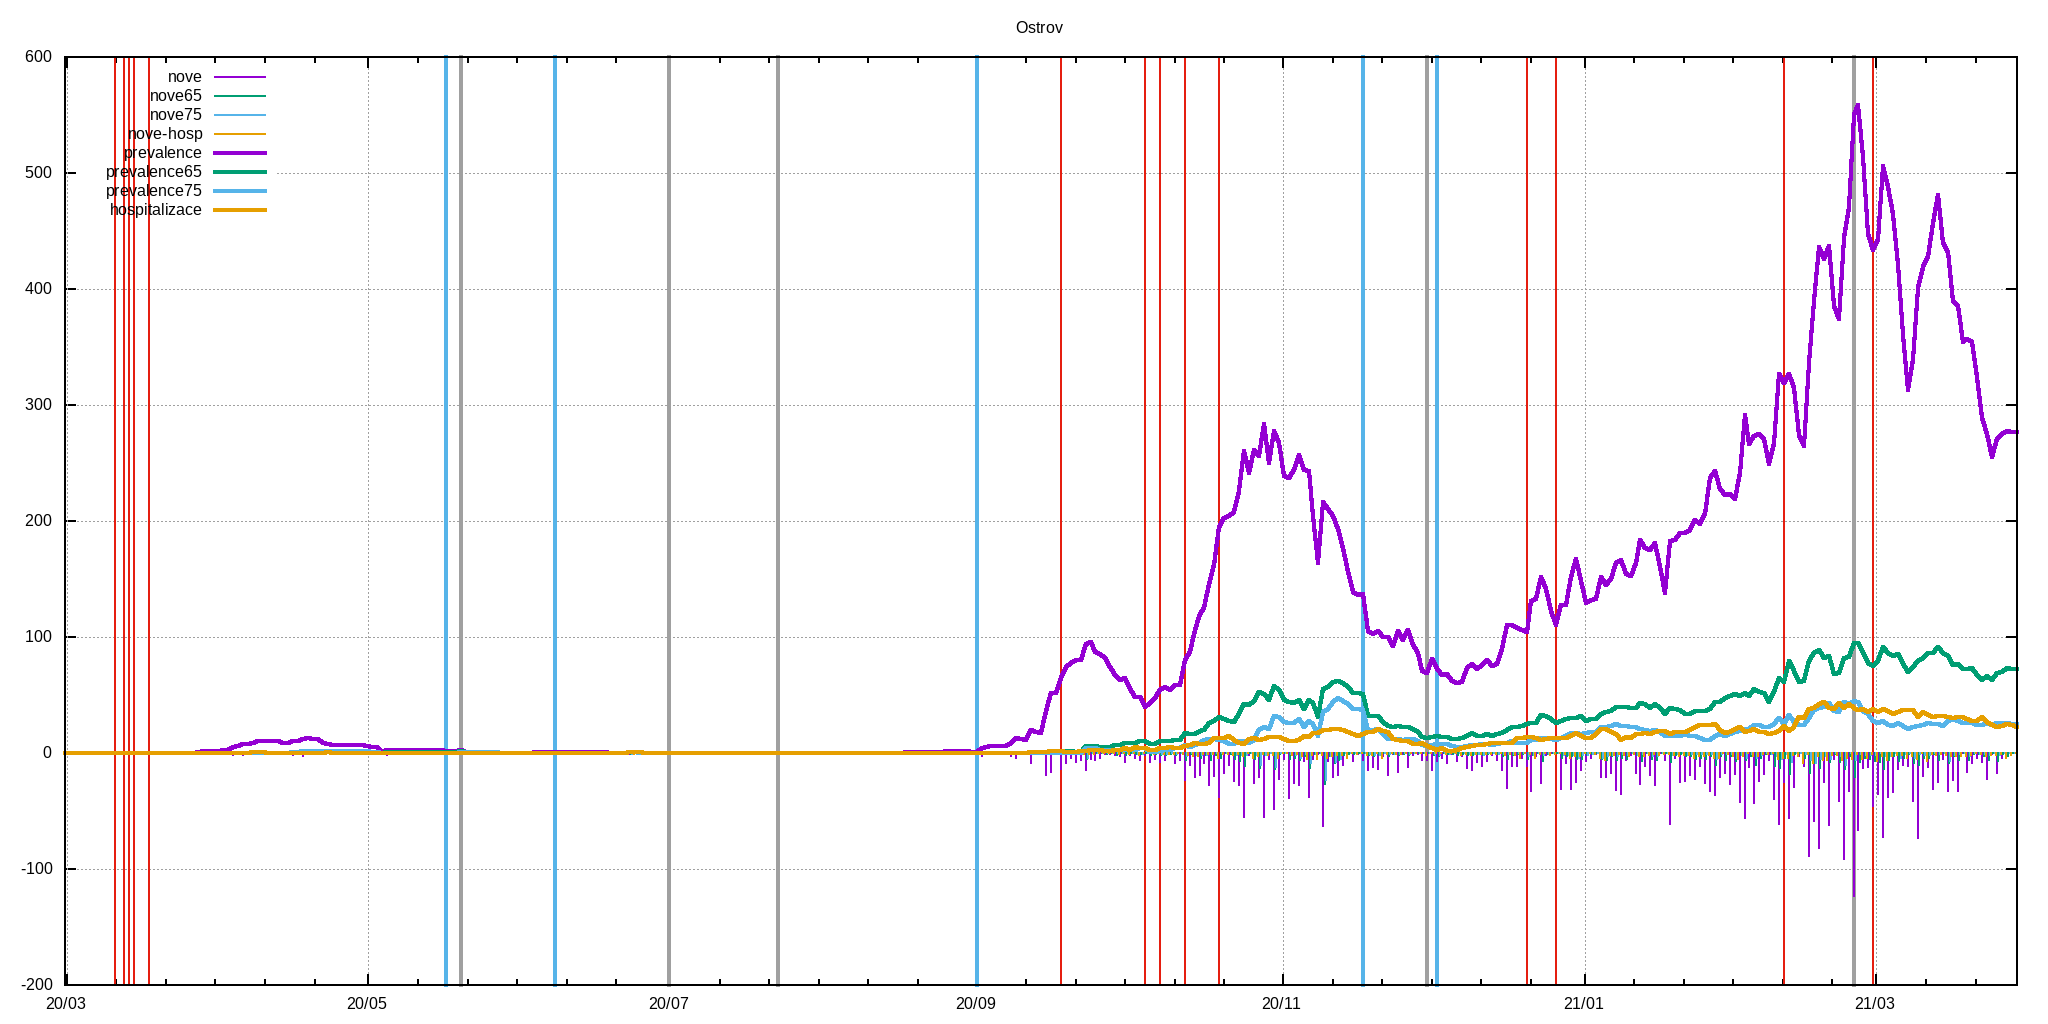 Ostrov
600
500
400
300
200
100
0
-100
-200
nove
nove65
nove75
nove-hosp
prevalence
prevalence65
prevalence75
hospitalizace
20/03 20/05 20/07 20/09 20/11 21/01 21/03